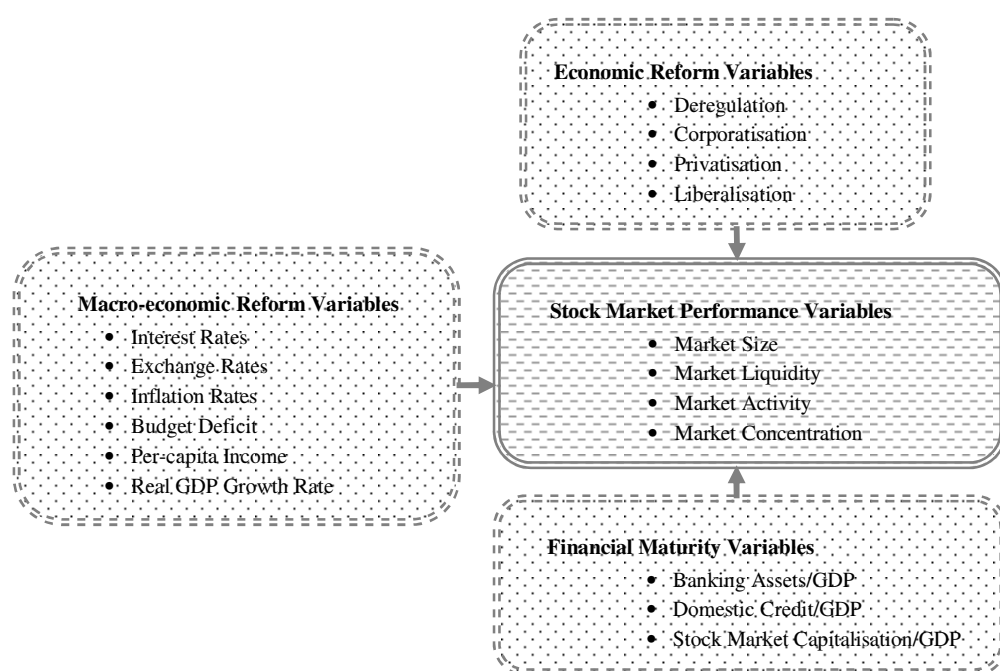 Economic Reform Variables
• Deregulation
• Corporatisation
• Privatisation
• Liberalisation
Macro-economic Reform Variables
• Interest Rates
• Exchange Rates
• Inflation Rates
• Budget Deficit
• Per-capita Income
• Real GDP Growth Rate
Stock Market Performance Variables
• Market Size
• Market Liquidity
• Market Activity
• Market Concentration
Financial Maturity Variables
• Banking Assets/GDP
• Domestic Credit/GDP
• Stock Market Capitalisation/GDP